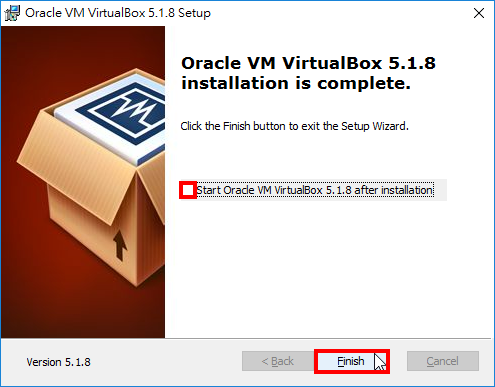 Oracle VM VirtualBox 5.1.8 Setup
Oracle VM VirtualBox 5.1.8
installation is complete.
Click the Finish button to exit the Setup Wizard.
Start Oracle VM VirtualBox 5.1.8 after installation
Version 5.1.8
< Back
Finish
Cancel